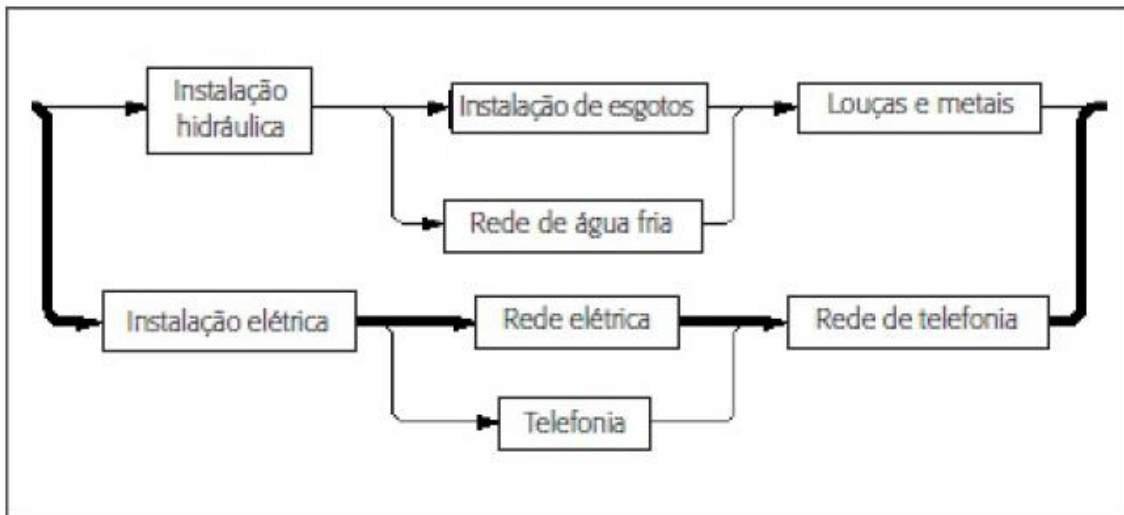 Instalação
hidráulica
Instalação de esgotos
Louças e metais
Rede de água fria
Instalação elétrica
Rede elétrica
Rede de telefonia
Telefonia